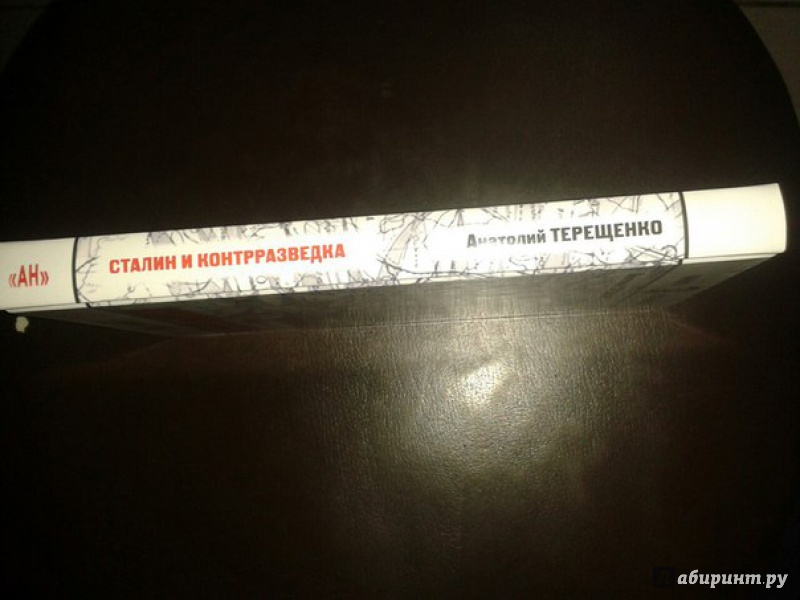 «АН»
СТАЛИН И КОНТРРАЗВЕДКА
Анатолий ТЕРЕЩЕНКО
абиринт.ру